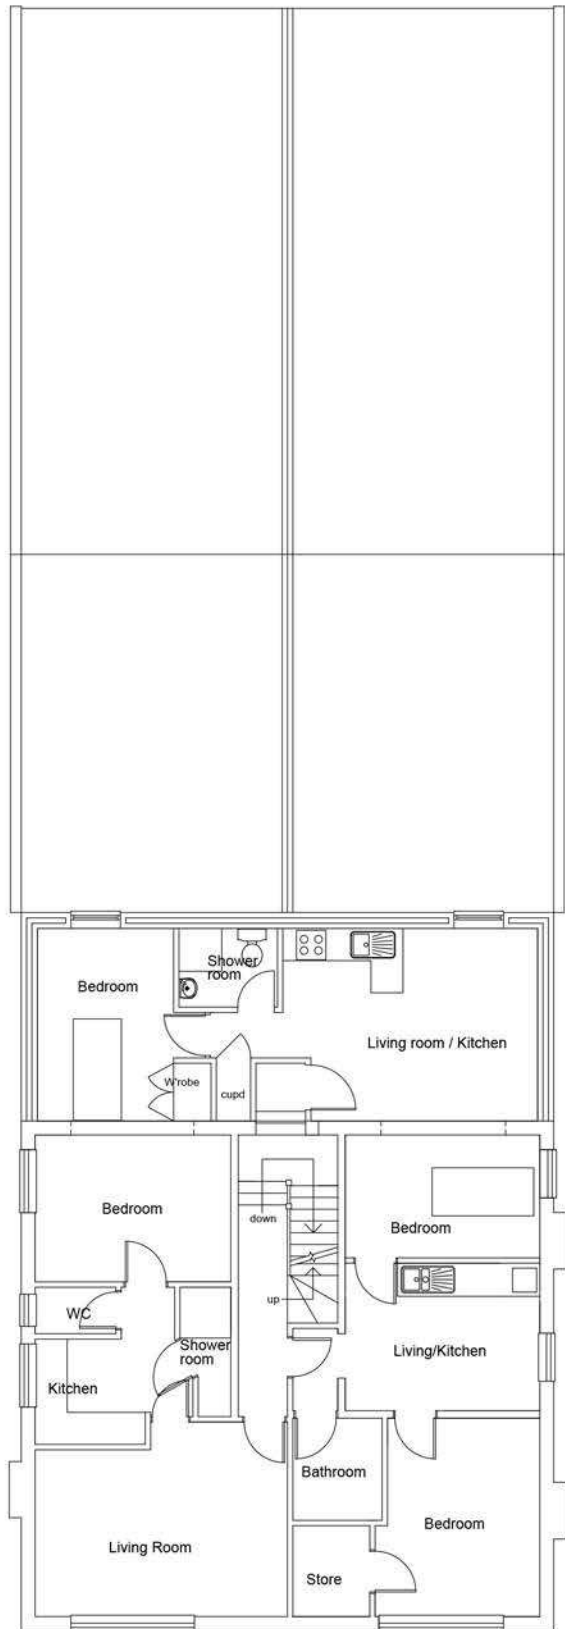 Shower
room
Bedroom
Living room / Kitchen
W'robe
cupd
Bedroom
down
Bedroom
up
WC
Shower
room
Living/Kitchen
Kitchen
Bathroom
Bedroom
Living Room
Store